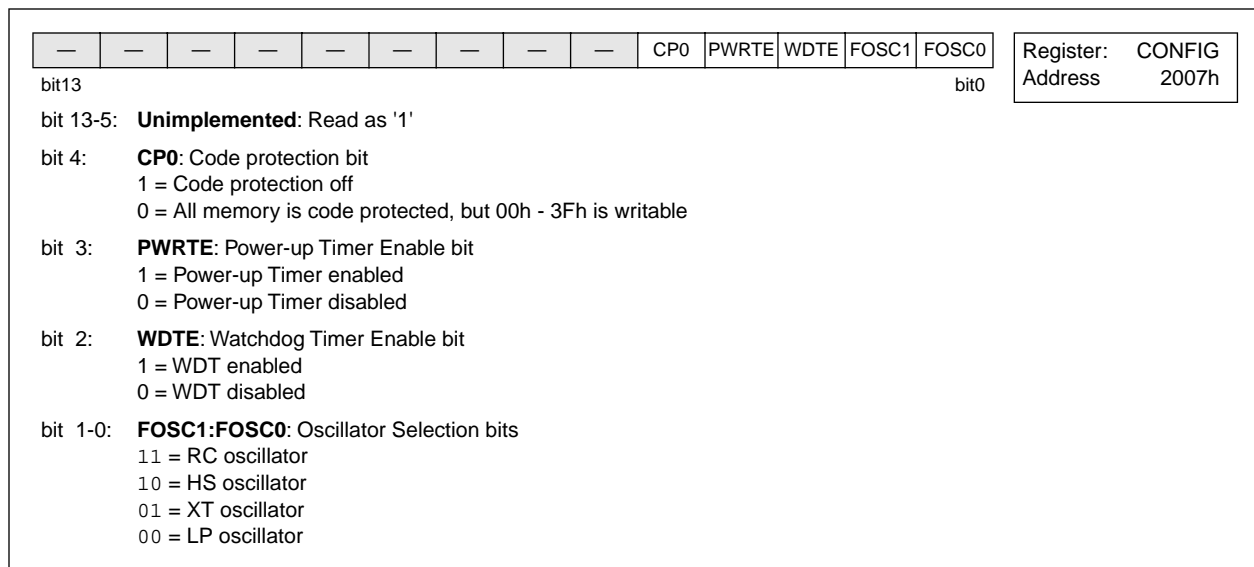 — — — — — — — — — CP0 PWRTE WDTE FOSC1 FOSC0
Register: CONFIG
Address 2007h
bit13 bit0
bit 13-5: Unimplemented: Read as '1'
bit 4: CP0: Code protection bit
1 = Code protection off
0 = All memory is code protected, but 00h - 3Fh is writable
bit 3: PWRTE: Power-up Timer Enable bit
1 = Power-up Timer enabled
0 = Power-up Timer disabled
bit 2: WDTE: Watchdog Timer Enable bit
1 = WDT enabled
0 = WDT disabled
bit 1-0: FOSC1:FOSC0: Oscillator Selection bits
11 = RC oscillator
10 = HS oscillator
01 = XT oscillator
00 = LP oscillator